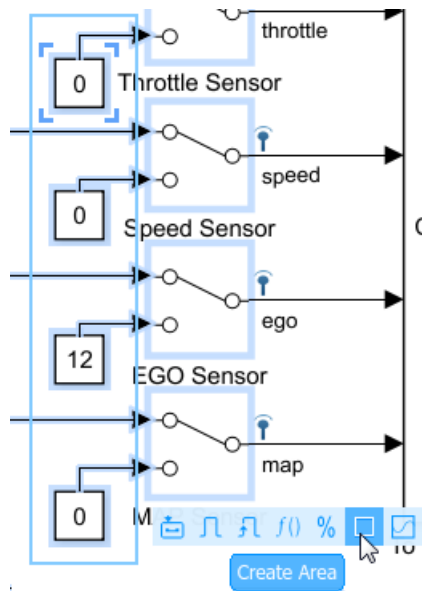 throttle
0
Throttle Sensor
speed
0
Speed Sensor
ego
12
EGO Sensor
map
0
f() %
Create Area